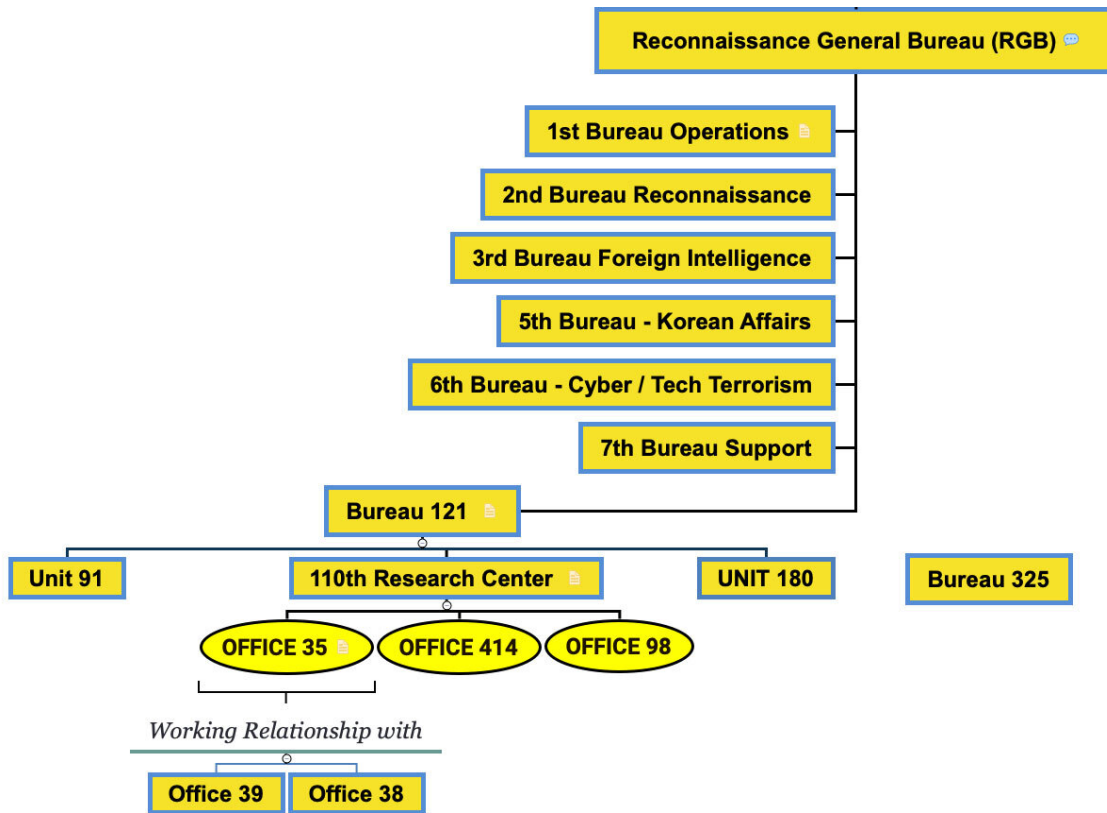 Reconnaissance General Bureau (RGB)
1st Bureau Operations
2nd Bureau Reconnaissance
3rd Bureau Foreign Intelligence
5th Bureau - Korean Affairs
6th Bureau - Cyber / Tech Terrorism
7th Bureau Support
Bureau 121
Unit 91
110th Research Center
UNIT 180
Bureau 325
OFFICE 35
OFFICE 414
OFFICE 98
Working Relationship with
Office 39
Office 38